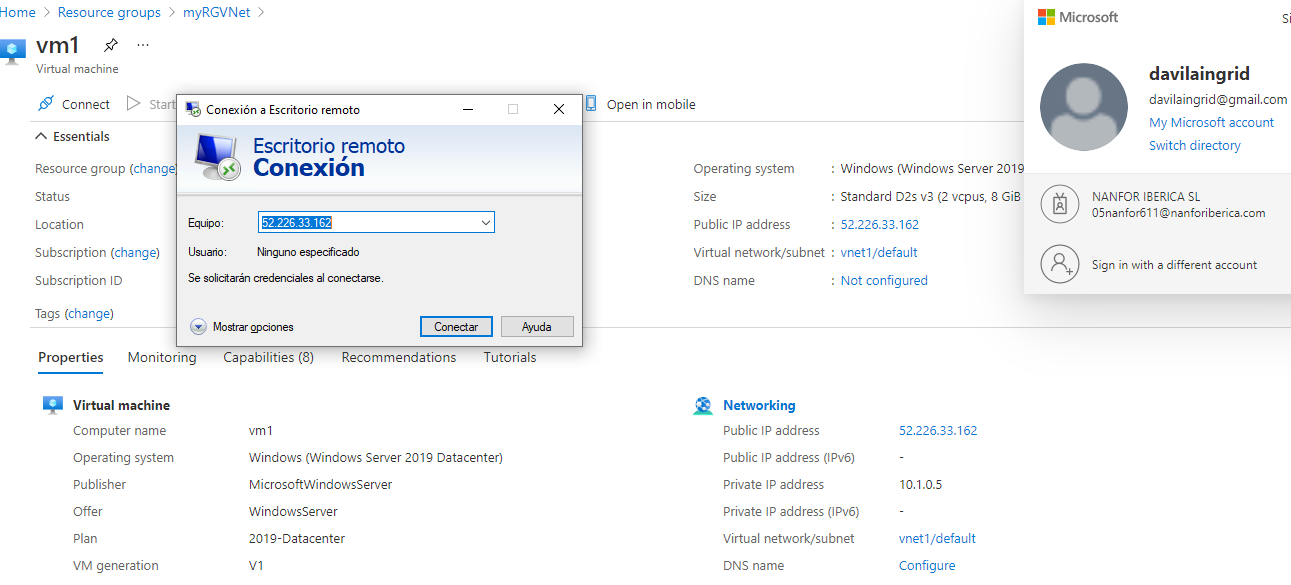 Home > Resource groups > myRGVNet >
vm1
...
Virtual machine
Connect
Start
Open in mobile
Essentials
Resource group (change)
Status
Location
Subscription (change)
Subscription ID
Tags (change)
Conexión a Escritorio remoto
Escritorio remoto
Conexión
Equipo: 52.226.33.162
Usuario: Ninguno especificado
Se solicitarán credenciales al conectarse.
Mostrar opciones
Conectar
Ayuda
Operating system : Windows (Windows Server 2019
Size : Standard D2s v3 (2 vcpus, 8 GiB
Public IP address : 52.226.33.162
Virtual network/subnet : vnet1/default
DNS name : Not configured
Microsoft
Si
davilaingrid
davilaingrid@gmail.com
My Microsoft account
Switch directory
NANFOR IBERICA SL
05nanfor611@nanforiberica.com
Sign in with a different account
Properties
Monitoring
Capabilities (8)
Recommendations
Tutorials
Virtual machine
Computer name vm1
Operating system Windows (Windows Server 2019 Datacenter)
Publisher MicrosoftWindowsServer
Offer WindowsServer
Plan 2019-Datacenter
VM generation V1
Networking
Public IP address 52.226.33.162
Public IP address (IPv6) -
Private IP address 10.1.0.5
Private IP address (IPv6) -
Virtual network/subnet vnet1/default
DNS name Configure